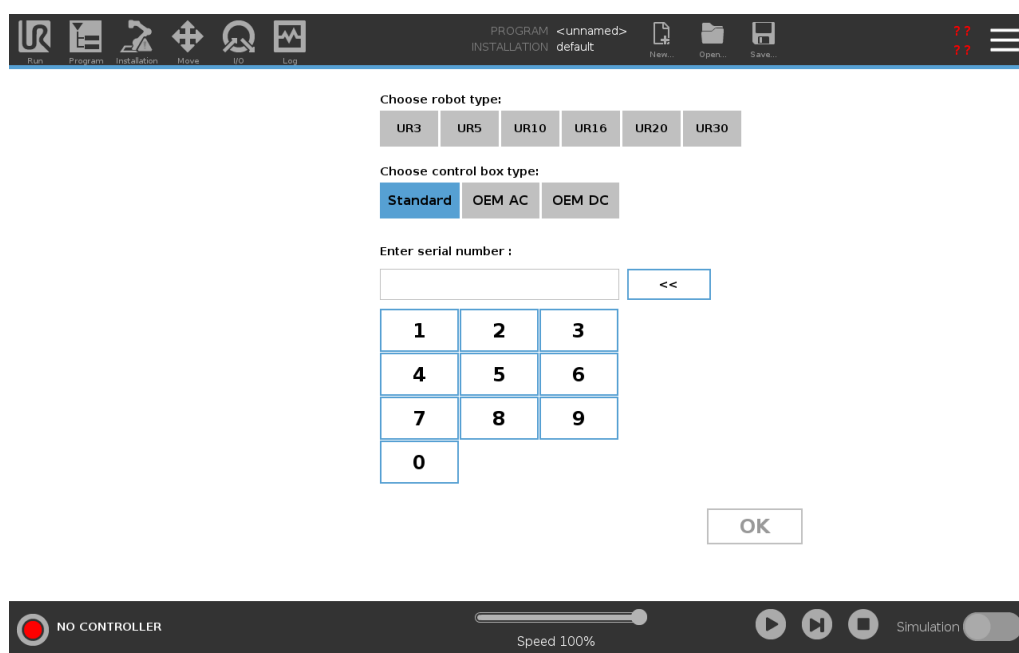 UR
PROGRAM <unnamed>
INSTALLATION default
Run Program Installation Move I/O Log
New... Open... Save...
? ?
? ?
Choose robot type:
UR3 UR5 UR10 UR16 UR20 UR30
Choose control box type:
Standard OEM AC OEM DC
Enter serial number :
<<
1 2 3
4 5 6
7 8 9
0
OK
NO CONTROLLER
Speed 100%
Simulation